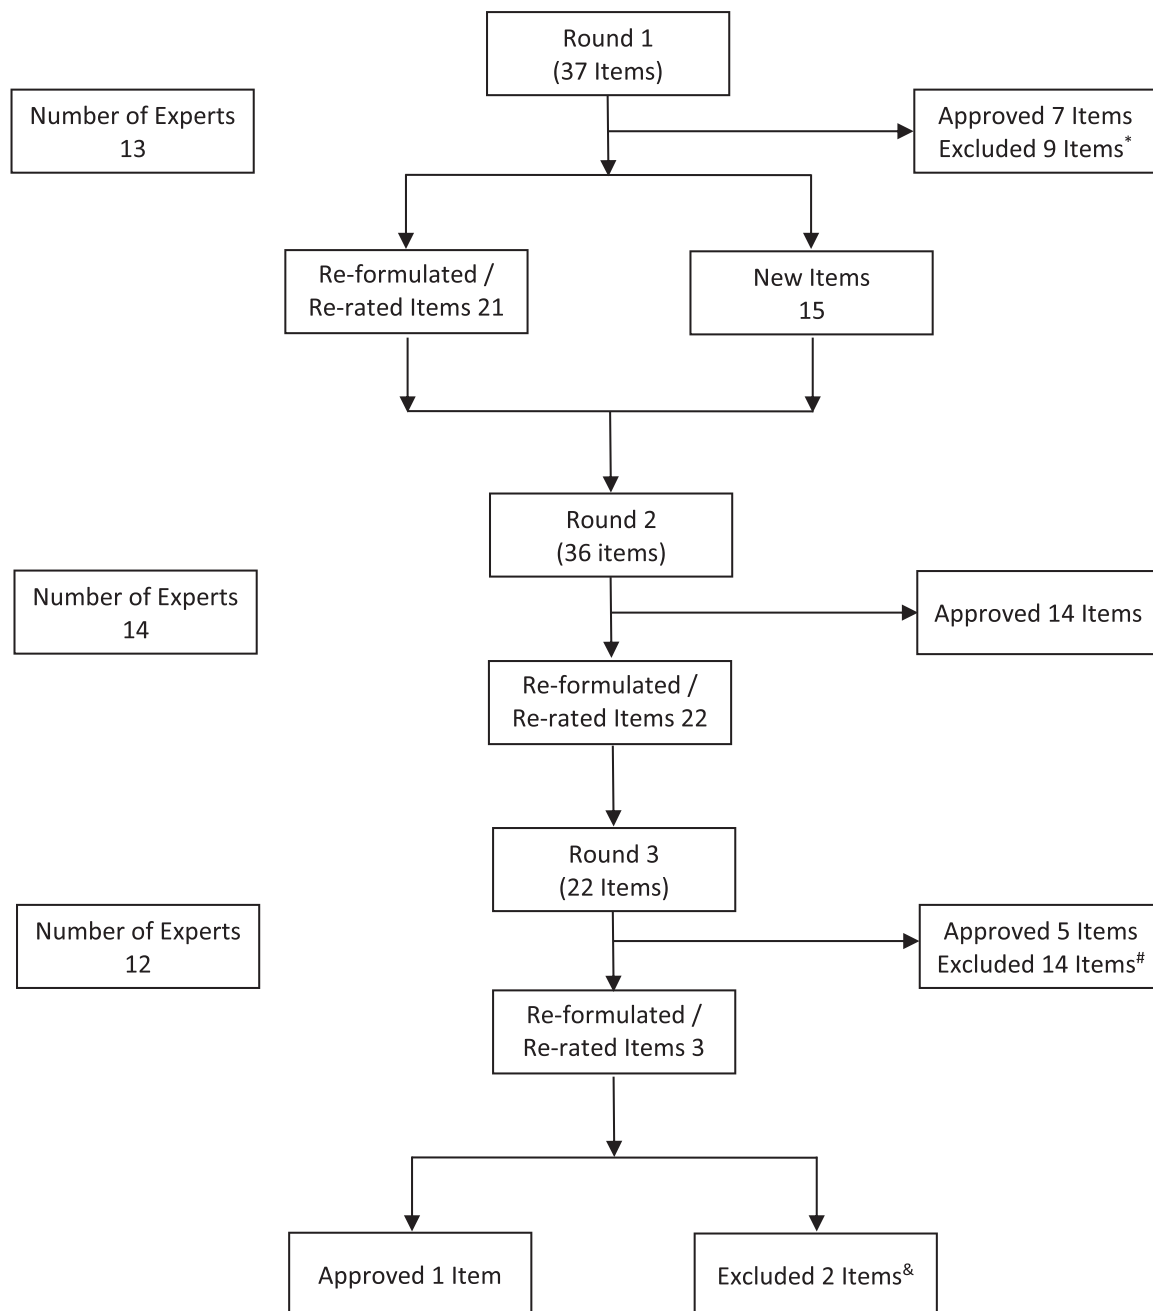 Round 1
(37 Items)
Number of Experts
13
Approved 7 Items
Excluded 9 Items*
Re-formulated /
Re-rated Items 21
New Items
15
Round 2
(36 items)
Number of Experts
14
Approved 14 Items
Re-formulated /
Re-rated Items 22
Round 3
(22 Items)
Number of Experts
12
Approved 5 Items
Excluded 14 Items#
Re-formulated /
Re-rated Items 3
Approved 1 Item
Excluded 2 Items&